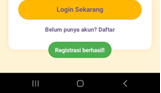 Login Sekarang
Belum punya akun? Daftar
Registrasi berhasil!